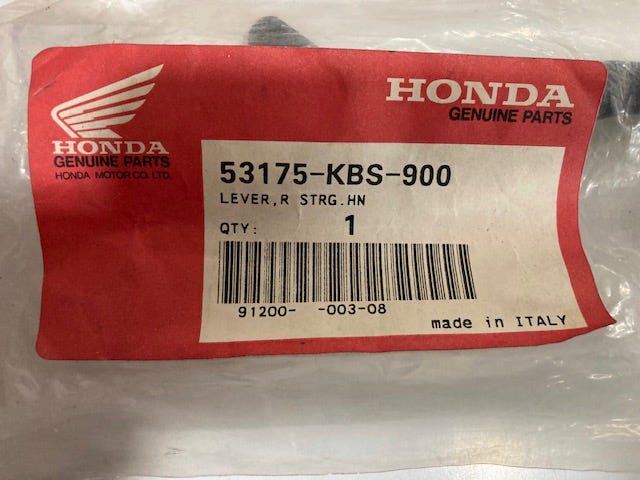 HONDA
GENUINE PARTS
HONDA MOTOR CO. LTD.
HONDA
GENUINE PARTS
53175-KBS-900
LEVER,R STRG.HN
QTY: 1
91200- -003-08
made in ITALY